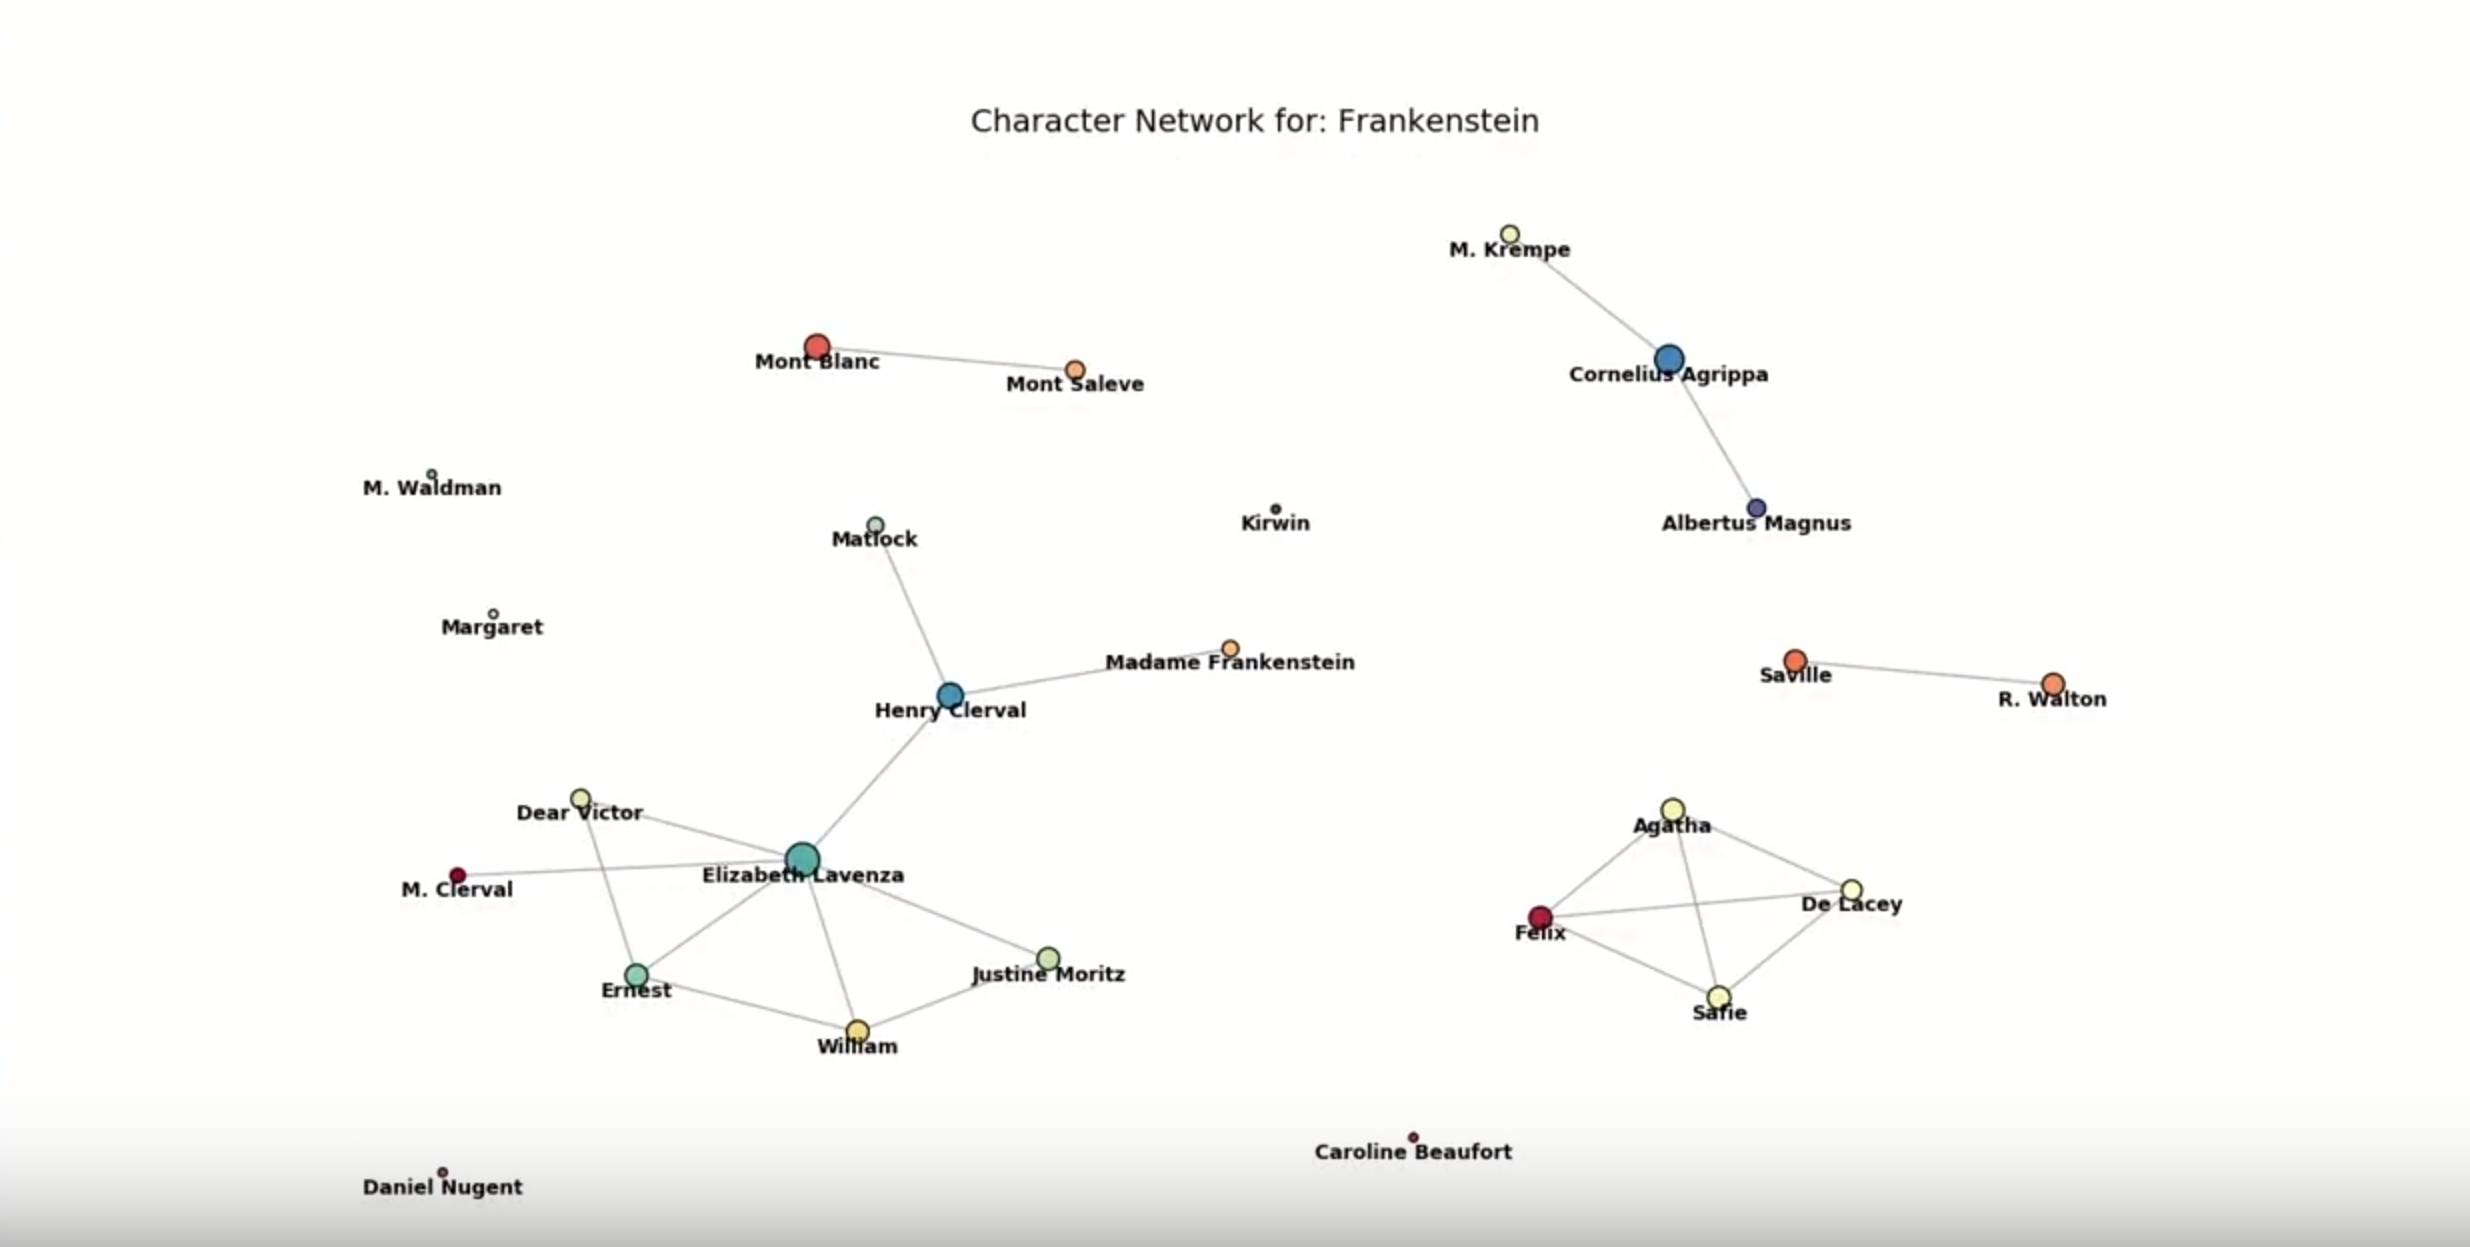 Character Network for: Frankenstein
M. Krempe
Mont Blanc
Mont Saleve
Cornelius Agrippa
M. Waldman
Matlock
Kirwin
Albertus Magnus
Margaret
Madame Frankenstein
Saville
R. Walton
Henry Clerval
Dear Victor
Agatha
M. Clerval
Elizabeth Lavenza
De Lacey
Felix
Ernest
Justine Moritz
Safie
William
Caroline Beaufort
Daniel Nugent